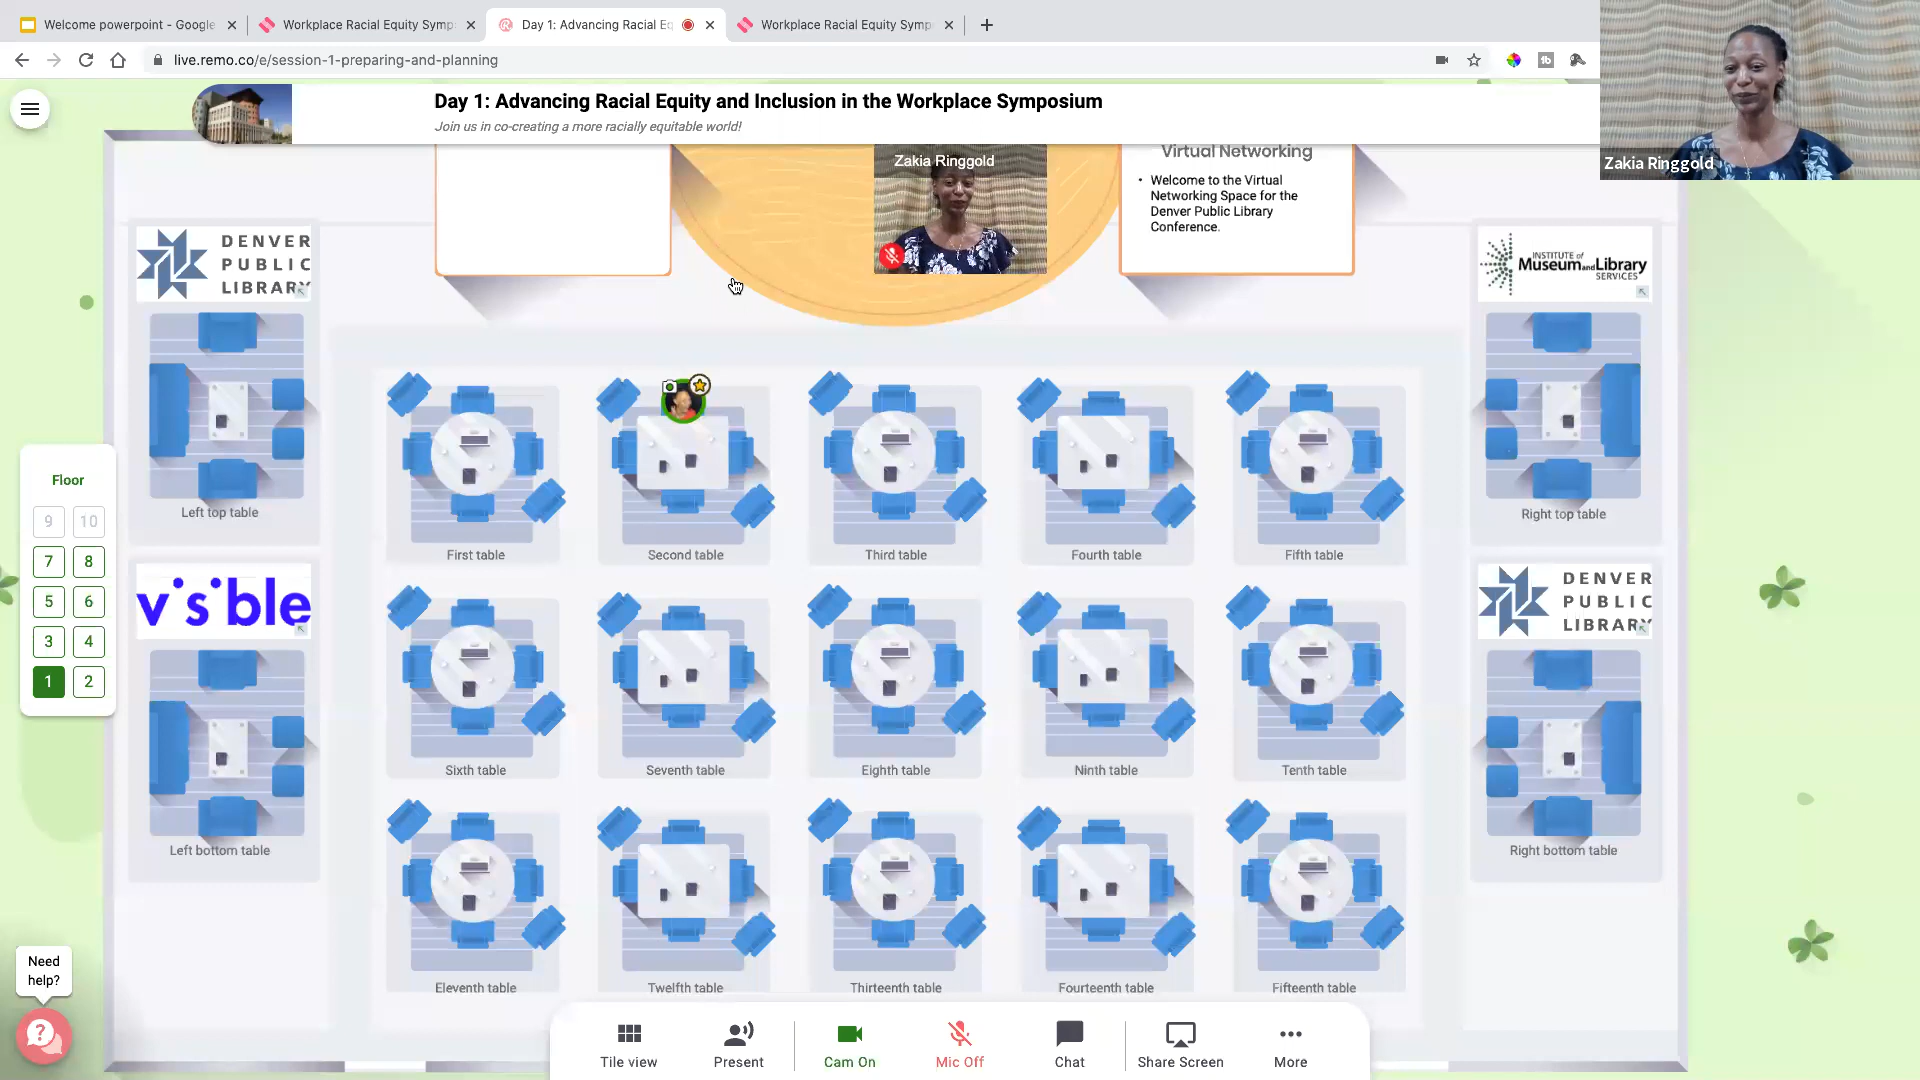 Welcome powerpoint - Google
Workplace Racial Equity Symp
Day 1: Advancing Racial Eq
Workplace Racial Equity Symp
live.remo.co/e/session-1-preparing-and-planning
Day 1: Advancing Racial Equity and Inclusion in the Workplace Symposium
Join us in co-creating a more racially equitable world!
Zakia Ringgold
Zakia Ringgold
Virtual Networking
• Welcome to the Virtual
Networking Space for the
Denver Public Library
Conference.
DENVER
PUBLIC
LIBRARY
INSTITUTE of
Museum and Library
SERVICES
Left top table
Right top table
First table
Second table
Third table
Fourth table
Fifth table
Floor
9 10
7 8
5 6
3 4
1 2
visible
DENVER
PUBLIC
LIBRARY
Sixth table
Seventh table
Eighth table
Ninth table
Tenth table
Left bottom table
Right bottom table
Eleventh table
Twelfth table
Thirteenth table
Fourteenth table
Fifteenth table
Need
help?
Tile view
Present
Cam On
Mic Off
Chat
Share Screen
More